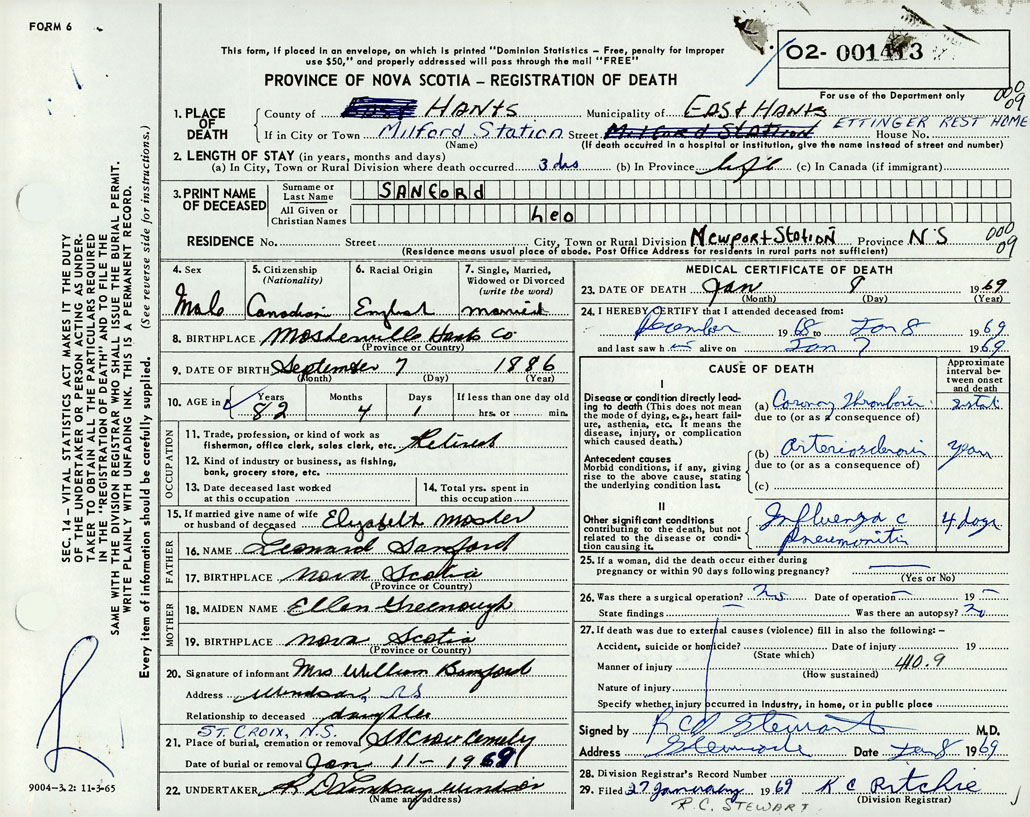 FORM 6
This form, if placed in an envelope, on which is printed "Dominion Statistics – Free, penalty for improper
use $50," and properly addressed will pass through the mail "FREE"
PROVINCE OF NOVA SCOTIA – REGISTRATION OF DEATH
O2- 001413
For use of the Department only
000
09
1. PLACE OF DEATH
County of HANTS Municipality of EAST HANTS
If in City or Town Milford Station Street Milford Station ETTINGER REST HOME House No.
(Name) (If death occurred in a hospital or institution, give the name instead of street and number)
2. LENGTH OF STAY (in years, months and days)
(a) In City, Town or Rural Division where death occurred 3 ds (b) In Province life (c) In Canada (if immigrant)
3. PRINT NAME OF DECEASED
Surname or Last Name SANFORD
All Given or Christian Names Leo
RESIDENCE No. Street City, Town or Rural Division Newport Station Province NS
000
09
(Residence means usual place of abode. Post Office Address for residents in rural parts not sufficient)
4. Sex Male
5. Citizenship (Nationality) Canadian
6. Racial Origin English
7. Single, Married, Widowed or Divorced (write the word) married
8. BIRTHPLACE Mosherville Hants Co
(Province or Country)
9. DATE OF BIRTH September 7 1886
(Month) (Day) (Year)
10. AGE in Years 82 Months 4 Days 1 If less than one day old hrs. or min.
OCCUPATION
11. Trade, profession, or kind of work as fisherman, office clerk, sales clerk, etc. Retired
12. Kind of industry or business, as fishing, bank, grocery store, etc.
13. Date deceased last worked at this occupation
14. Total yrs. spent in this occupation
15. If married give name of wife or husband of deceased Elizabeth Mosher
FATHER
16. NAME Leonard Sanford
17. BIRTHPLACE Nova Scotia
(Province or Country)
MOTHER
18. MAIDEN NAME Ellen Greenough
19. BIRTHPLACE Nova Scotia
(Province or Country)
20. Signature of informant Mrs William Bamford
Address Windsor, NS
Relationship to deceased daughter
ST. CROIX, N.S.
21. Place of burial, cremation or removal St Croix Cemety
Date of burial or removal Jan 11 - 1969
22. UNDERTAKER R D Lindsay Windsor
(Name and address)
MEDICAL CERTIFICATE OF DEATH
23. DATE OF DEATH Jan 8 1969
(Month) (Day) (Year)
24. I HEREBY CERTIFY that I attended deceased from:
December 1968 to Jan 8 1969
and last saw him alive on Jan 7 1969
CAUSE OF DEATH
Approximate interval between onset and death
I
Disease or condition directly leading to death (This does not mean the mode of dying, e.g., heart failure, asthenia, etc. It means the disease, injury, or complication which caused death.)
(a) Coronary Thrombosis
due to (or as a consequence of)
Antecedent causes
Morbid conditions, if any, giving rise to the above cause, stating the underlying condition last.
(b) Arteriosclerosis years
due to (or as a consequence of)
(c)
II
Other significant conditions contributing to the death, but not related to the disease or condition causing it.
Influenza c
pneumonitis 4 days
25. If a woman, did the death occur either during pregnancy or within 90 days following pregnancy?
(Yes or No)
26. Was there a surgical operation? No Date of operation 19
State findings Was there an autopsy? No
27. If death was due to external causes (violence) fill in also the following: –
Accident, suicide or homicide? Date of injury 19
(State which)
Manner of injury 410.9
(How sustained)
Nature of injury
Specify whether injury occurred in Industry, in home, or in public place
Signed by R C Stewart M.D.
Address Date Jan 8 1969
28. Division Registrar's Record Number
29. Filed 27 January 1969 K C Ritchie
(Division Registrar)
R. C. STEWART
SEC. 14 – VITAL STATISTICS ACT MAKES IT THE DUTY
OF THE UNDERTAKER OR PERSON ACTING AS UNDER-
TAKER TO OBTAIN ALL THE PARTICULARS REQUIRED
IN THE "REGISTRATION OF DEATH" AND TO FILE THE
SAME WITH THE DIVISION REGISTRAR WHO SHALL ISSUE THE BURIAL PERMIT.
WRITE PLAINLY WITH UNFADING INK. THIS IS A PERMANENT RECORD.
Every item of information should be carefully supplied. (See reverse side for instructions.)
9004-3.2: 11-3-65